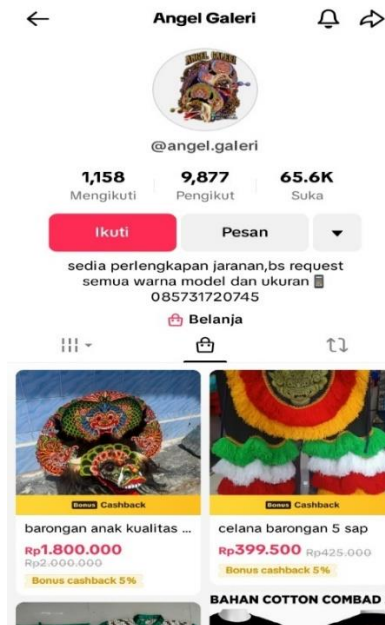 Angel Galeri
ANGEL GALERI
@angel.galeri
1,158 9,877 65.6K
Mengikuti Pengikut Suka
Ikuti Pesan
sedia perlengkapan jaranan,bs request
semua warna model dan ukuran
085731720745
Belanja
Bonus Cashback Bonus Cashback
barongan anak kualitas ... celana barongan 5 sap
Rp1.800.000 Rp399.500 Rp425.000
Rp2.000.000
Bonus cashback 5% Bonus cashback 5%
BAHAN COTTON COMBAD